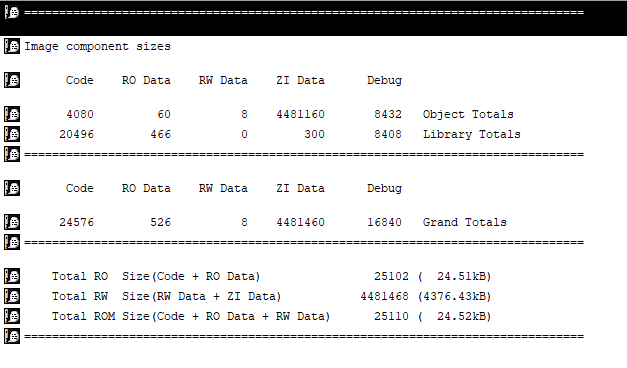 ================================================================================
Image component sizes
Code RO Data RW Data ZI Data Debug
4080 60 8 4481160 8432 Object Totals
20496 466 0 300 8408 Library Totals
================================================================================
Code RO Data RW Data ZI Data Debug
24576 526 8 4481460 16840 Grand Totals
================================================================================
Total RO Size(Code + RO Data) 25102 ( 24.51kB)
Total RW Size(RW Data + ZI Data) 4481468 (4376.43kB)
Total ROM Size(Code + RO Data + RW Data) 25110 ( 24.52kB)
================================================================================